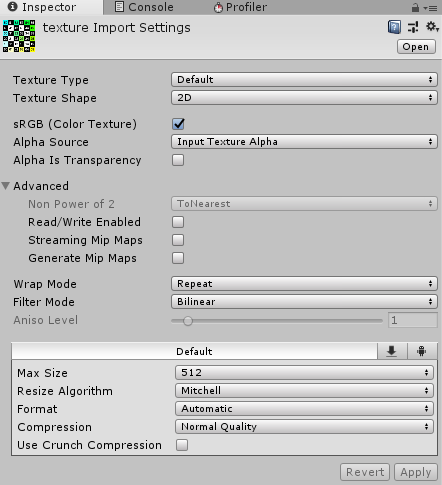 Inspector
Console
Profiler
texture Import Settings
Open
Texture Type Default
Texture Shape 2D
sRGB (Color Texture)
Alpha Source Input Texture Alpha
Alpha Is Transparency
Advanced
Non Power of 2 ToNearest
Read/Write Enabled
Streaming Mip Maps
Generate Mip Maps
Wrap Mode Repeat
Filter Mode Bilinear
Aniso Level 1
Default
Max Size 512
Resize Algorithm Mitchell
Format Automatic
Compression Normal Quality
Use Crunch Compression
Revert Apply